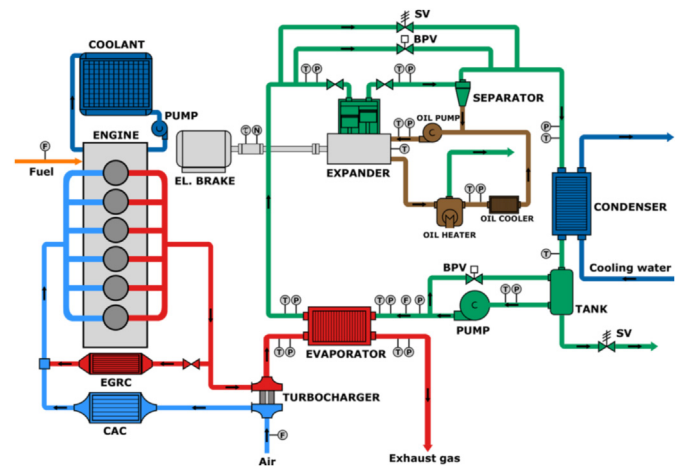 SV
COOLANT
BPV
T P
T P
SEPARATOR
PUMP
OIL PUMP
ENGINE
T N
T P
C
P
T
F
T
Fuel
EL. BRAKE
EXPANDER
T P
CONDENSER
M
OIL HEATER
OIL COOLER
T
Cooling water
BPV
T P
T P F P
C
T P
TANK
PUMP
SV
T P
EVAPORATOR
T P
T
EGRC
TURBOCHARGER
CAC
F
Air
Exhaust gas